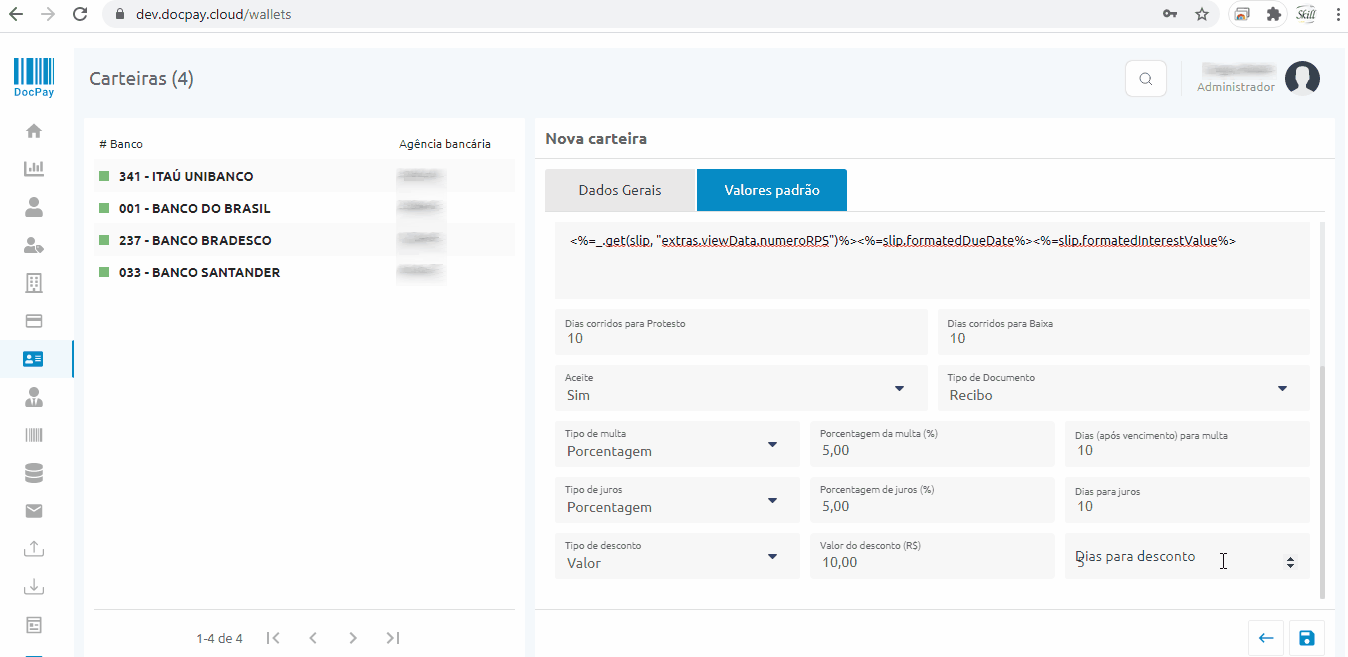 dev.docpay.cloud/wallets
Skill
DocPay
Carteiras (4)
Administrador
# Banco Agência bancária
341 - ITAÚ UNIBANCO
001 - BANCO DO BRASIL
237 - BANCO BRADESCO
033 - BANCO SANTANDER
1-4 de 4
Nova carteira
Dados Gerais Valores padrão
<%=_.get(slip, "extras.viewData.numeroRPS")%><%=slip.formatedDueDate%><%=slip.formatedInterestValue%>
Dias corridos para Protesto Dias corridos para Baixa
10 10
Aceite Tipo de Documento
Sim Recibo
Tipo de multa Porcentagem da multa (%) Dias (após vencimento) para multa
Porcentagem 5,00 10
Tipo de juros Porcentagem de juros (%) Dias para juros
Porcentagem 5,00 10
Tipo de desconto Valor do desconto (R$) Dias para desconto
Valor 10,00 5